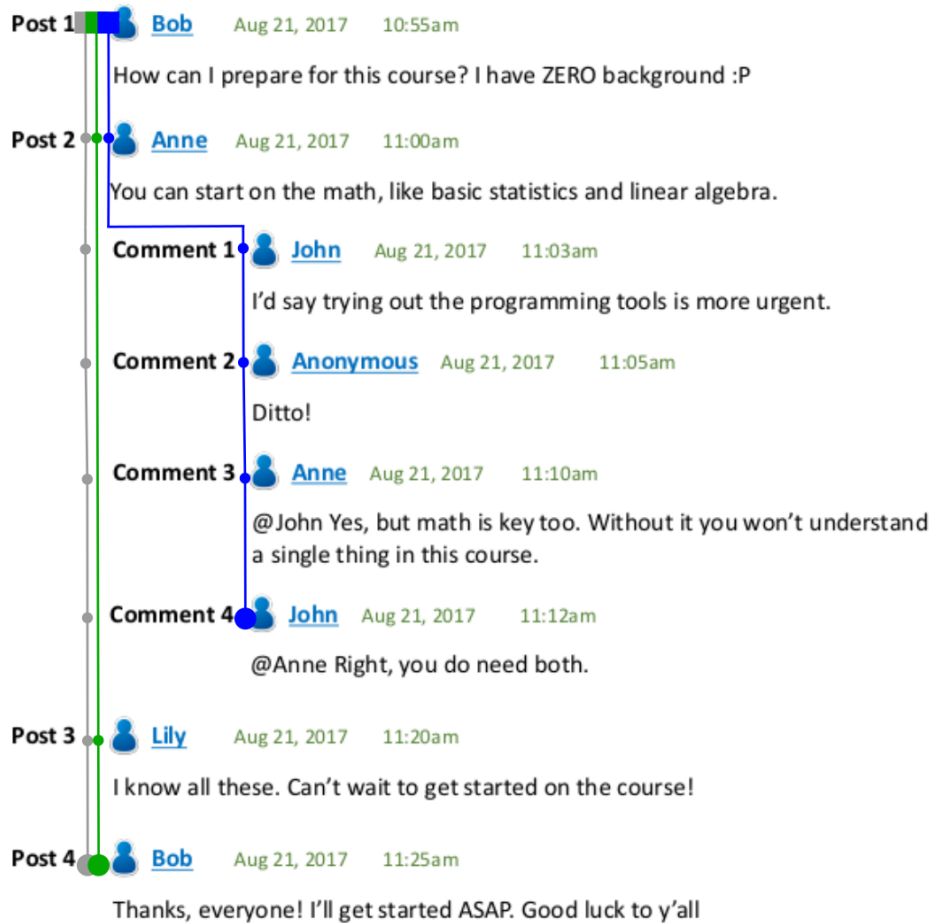 Post 1 Bob Aug 21, 2017 10:55am
How can I prepare for this course? I have ZERO background :P
Post 2 Anne Aug 21, 2017 11:00am
You can start on the math, like basic statistics and linear algebra.
Comment 1 John Aug 21, 2017 11:03am
I’d say trying out the programming tools is more urgent.
Comment 2 Anonymous Aug 21, 2017 11:05am
Ditto!
Comment 3 Anne Aug 21, 2017 11:10am
@John Yes, but math is key too. Without it you won’t understand
a single thing in this course.
Comment 4 John Aug 21, 2017 11:12am
@Anne Right, you do need both.
Post 3 Lily Aug 21, 2017 11:20am
I know all these. Can’t wait to get started on the course!
Post 4 Bob Aug 21, 2017 11:25am
Thanks, everyone! I’ll get started ASAP. Good luck to y’all